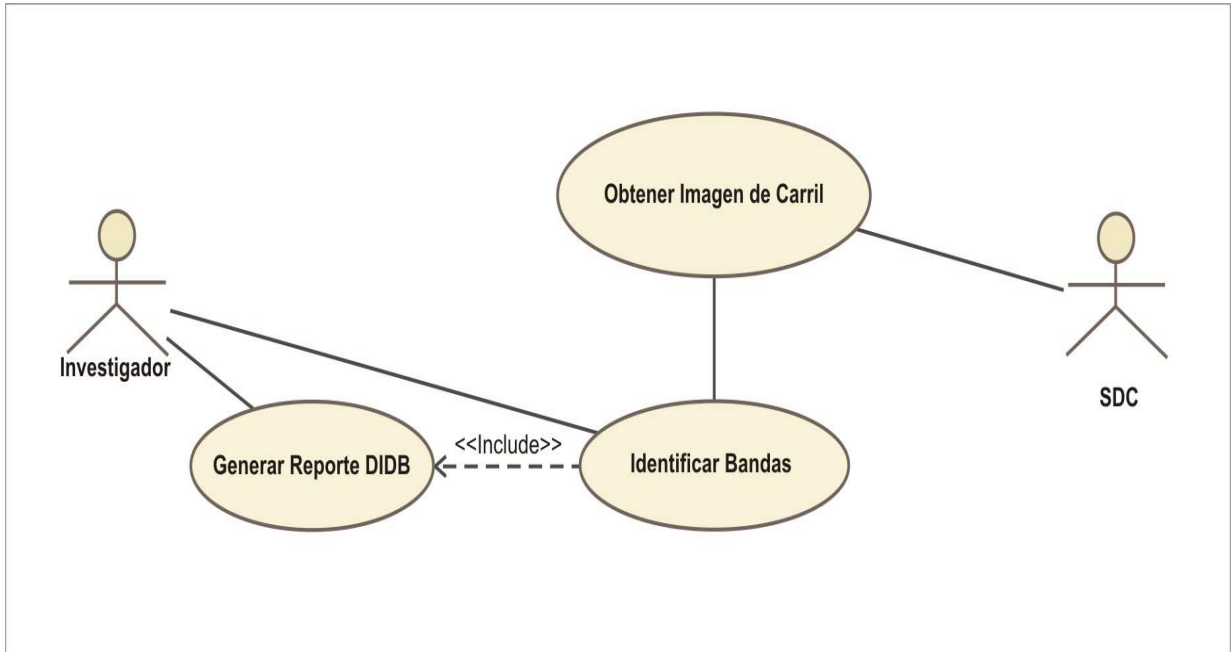 Obtener Imagen de Carril
Investigador
SDC
Generar Reporte DIDB
<<Include>>
Identificar Bandas